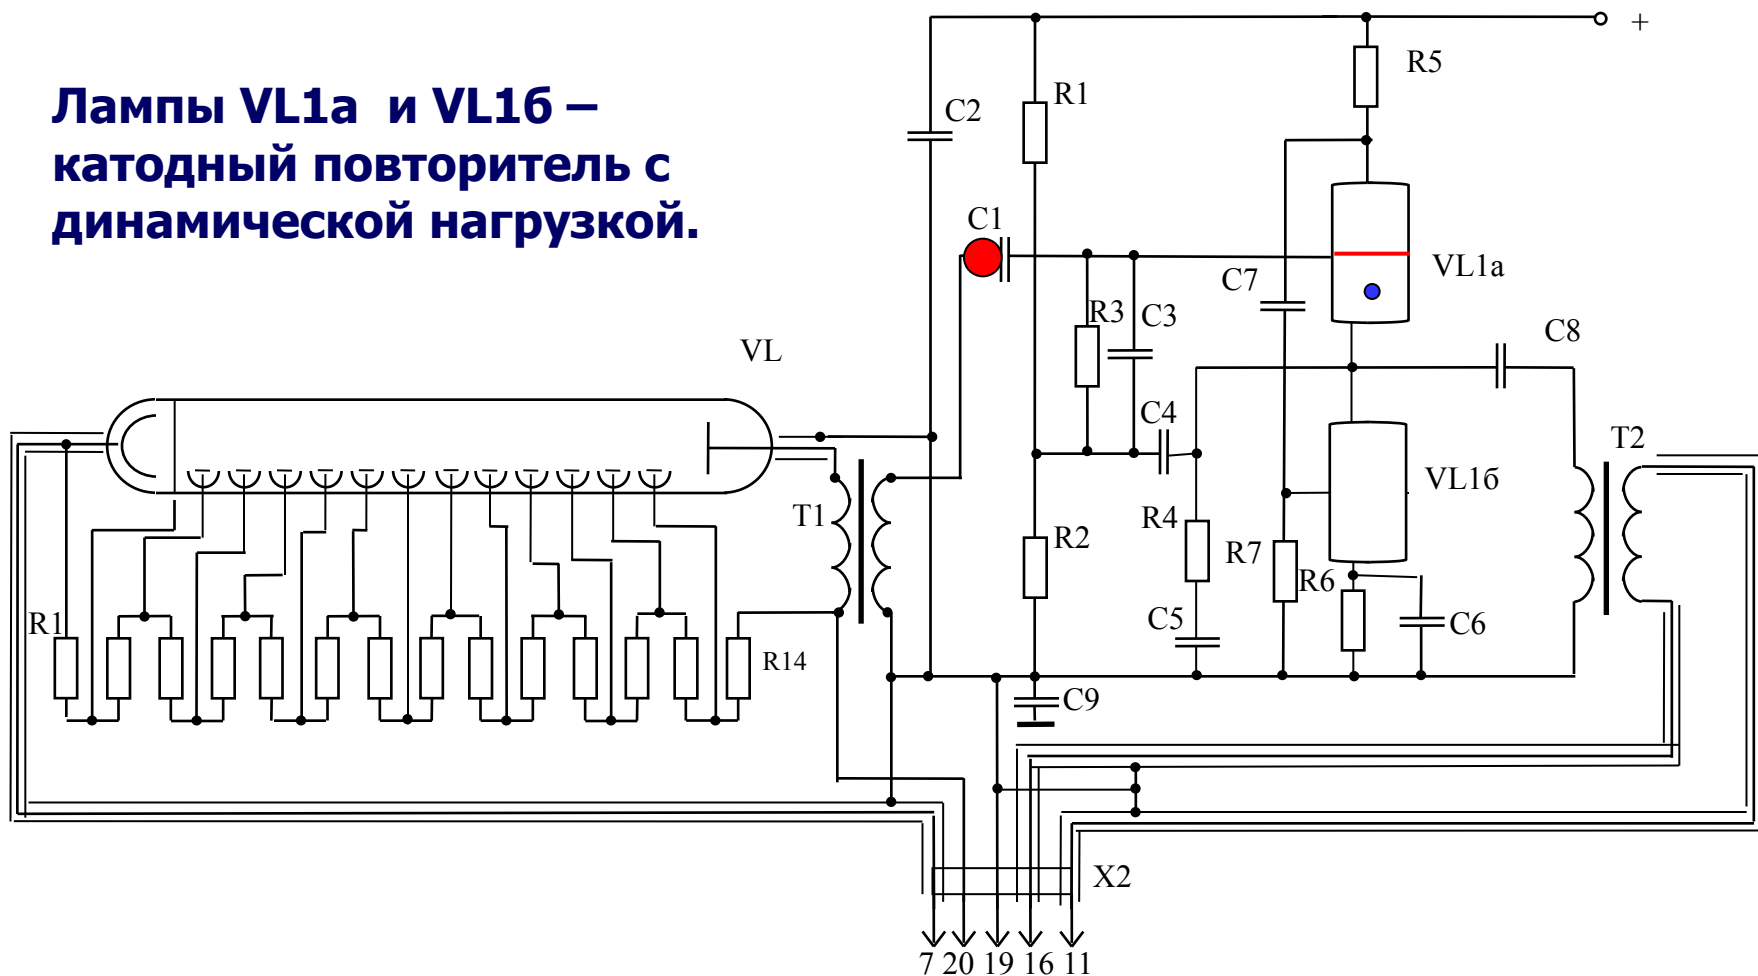 +
R5
Лампы VL1а и VL1б –
катодный повторитель с
динамической нагрузкой.
C2
R1
C1
VL1а
C7
R3
C3
C8
VL
C4
T2
VL1б
T1
R4
R2
R7
R6
R1
C5
C6
R14
C9
X2
7 20 19 16 11